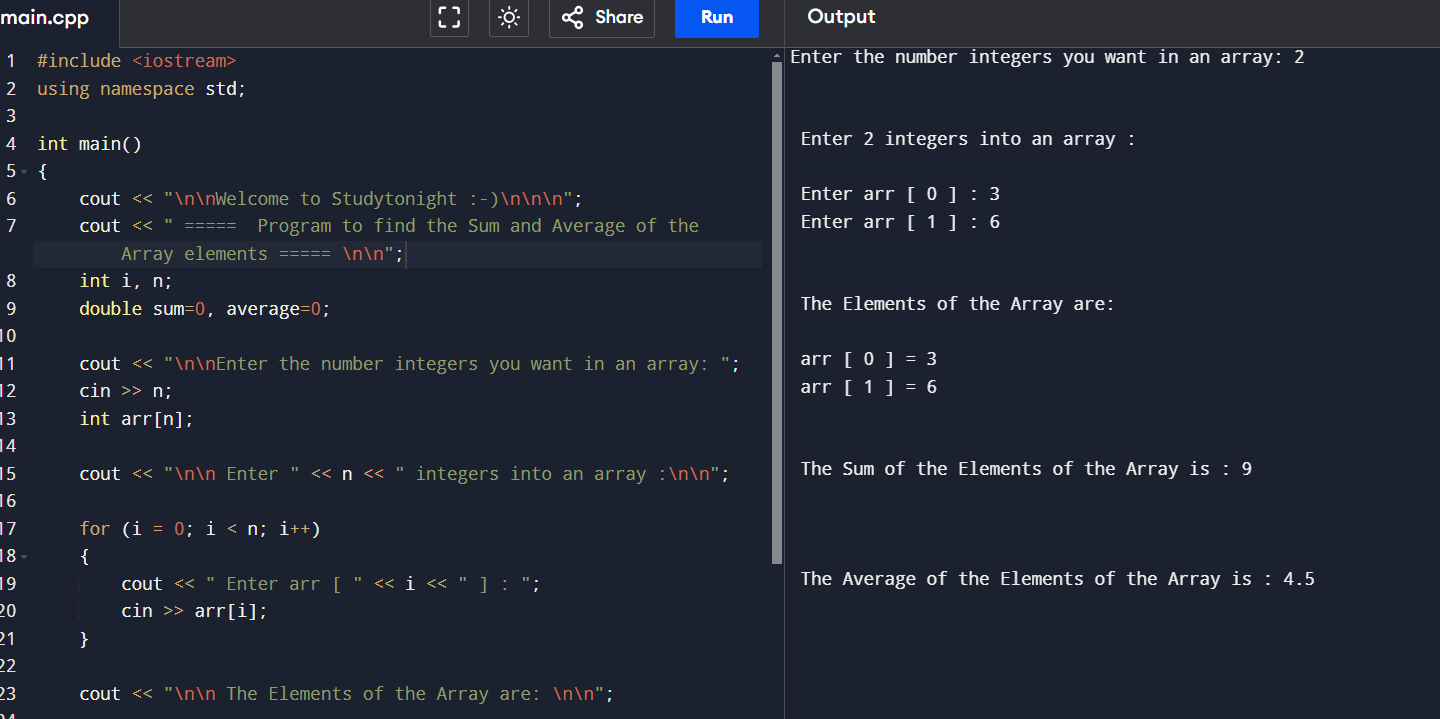 main.cpp
Share
Run
Output
1 #include <iostream>
2 using namespace std;
3
4 int main()
5 {
6 cout << "\n\nWelcome to Studytonight :-)\n\n\n";
7 cout << " ===== Program to find the Sum and Average of the
Array elements ===== \n\n";
8 int i, n;
9 double sum=0, average=0;
10
11 cout << "\n\nEnter the number integers you want in an array: ";
12 cin >> n;
13 int arr[n];
14
15 cout << "\n\n Enter " << n << " integers into an array :\n\n";
16
17 for (i = 0; i < n; i++)
18 {
19 cout << " Enter arr [ " << i << " ] : ";
20 cin >> arr[i];
21 }
22
23 cout << "\n\n The Elements of the Array are: \n\n";
24
Enter the number integers you want in an array: 2
Enter 2 integers into an array :
Enter arr [ 0 ] : 3
Enter arr [ 1 ] : 6
The Elements of the Array are:
arr [ 0 ] = 3
arr [ 1 ] = 6
The Sum of the Elements of the Array is : 9
The Average of the Elements of the Array is : 4.5